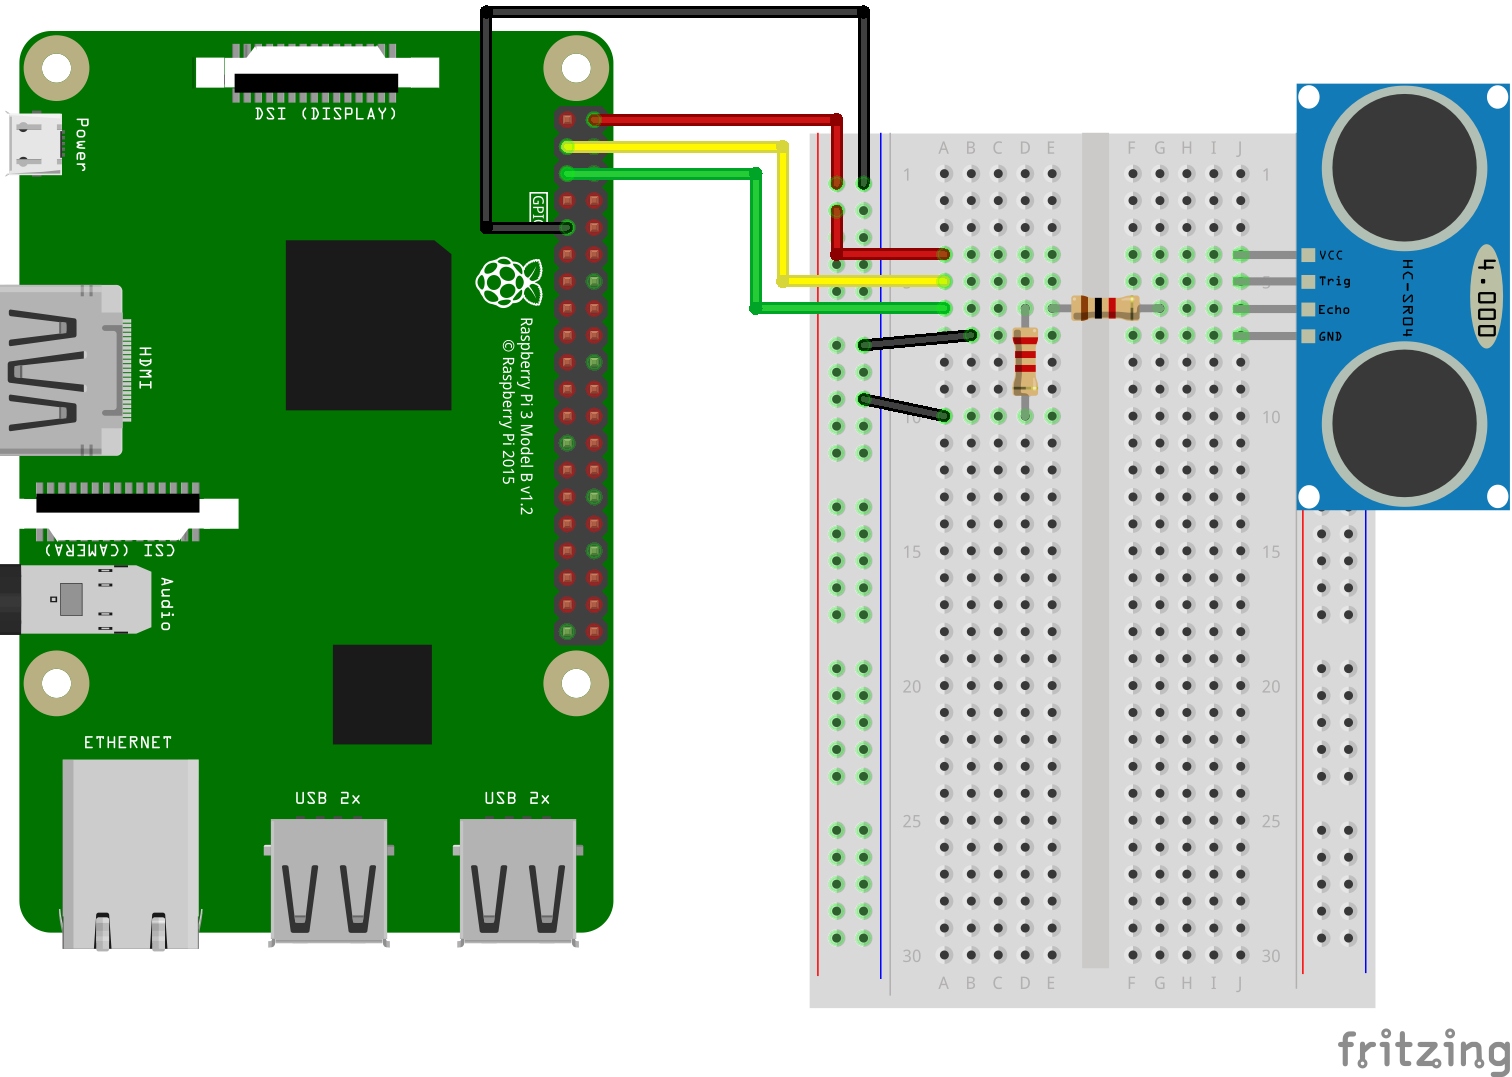 DSI (DISPLAY)
Power
HDMI
CSI (CAMERA)
Audio
ETHERNET
USB 2x
USB 2x
GPIO
Raspberry Pi 3 Model B v1.2
© Raspberry Pi 2015
A B C D E F G H I J
1 1
5
10 10
15 15
20 20
25 25
30 30
A B C D E F G H I J
VCC
Trig
Echo
GND
HC-SR04
4.000
fritzing